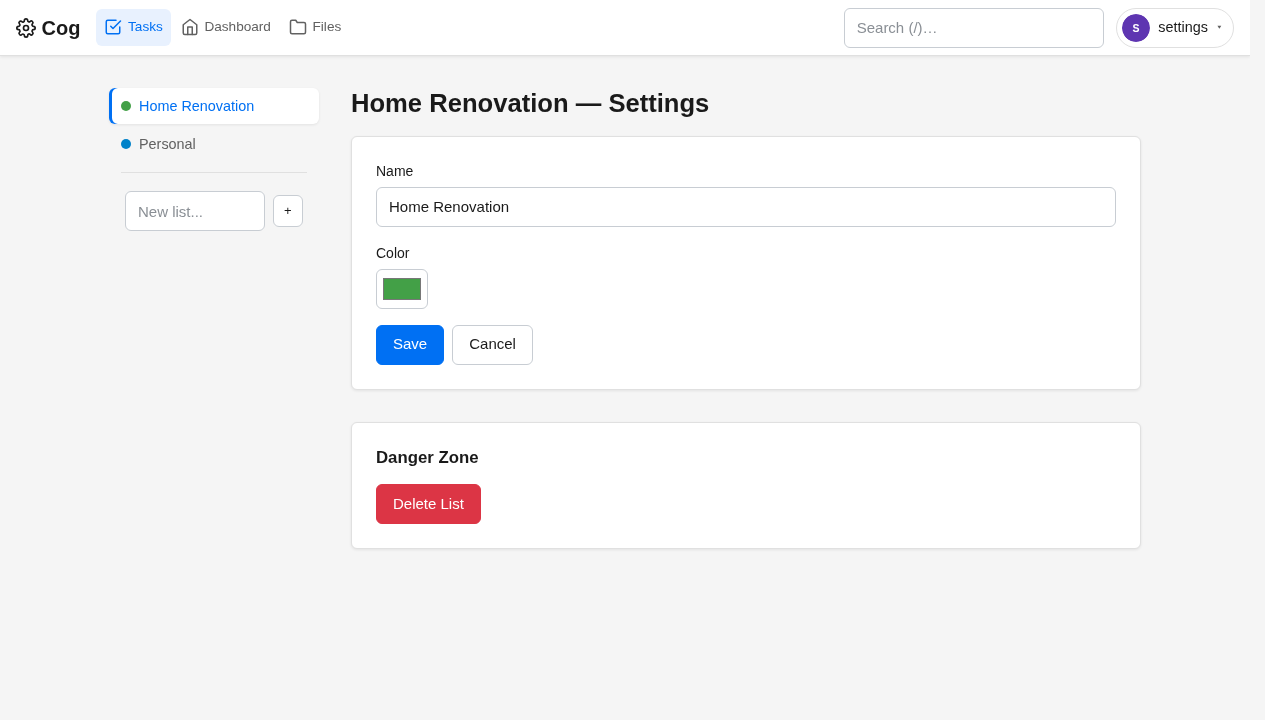 Cog
Tasks
Dashboard
Files
Search (/)…
S
settings
Home Renovation
Personal
New list...
+
Home Renovation — Settings
Name
Home Renovation
Color
Save
Cancel
Danger Zone
Delete List